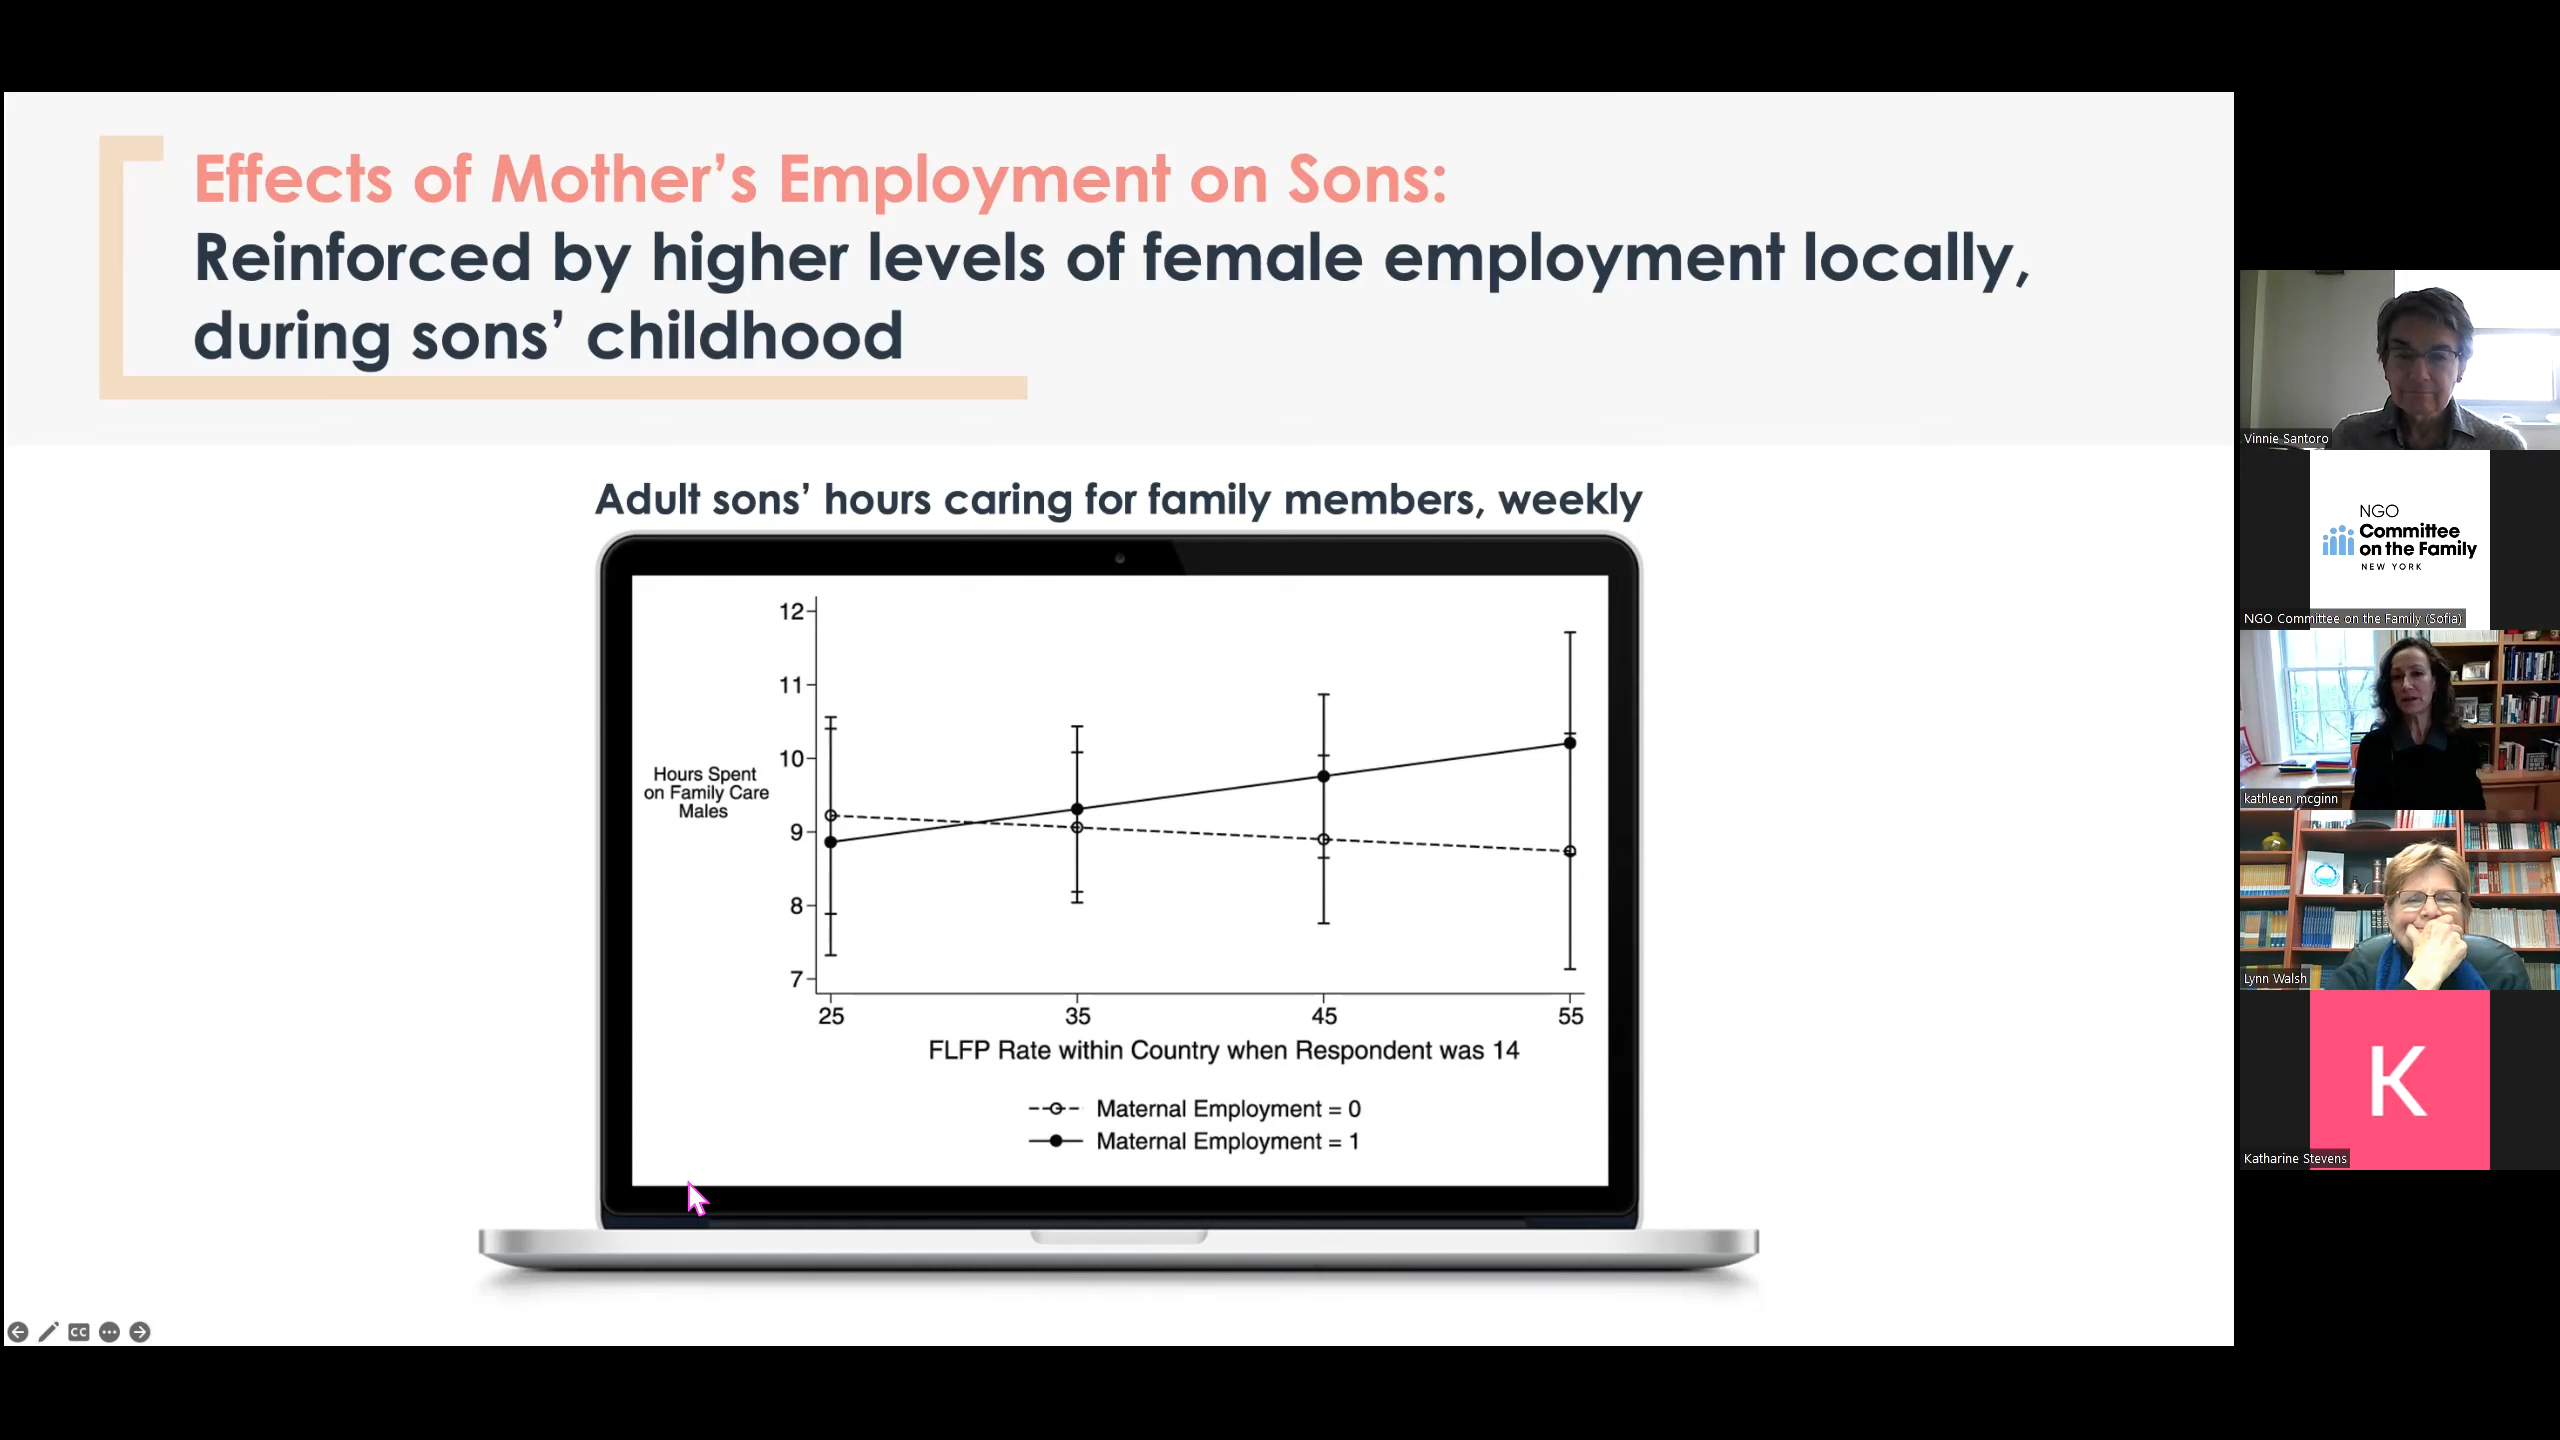 Effects of Mother’s Employment on Sons:
Reinforced by higher levels of female employment locally,
during sons’ childhood
Adult sons’ hours caring for family members, weekly
12
11
10
9
8
7
Hours Spent
on Family Care
Males
25
35
45
55
FLFP Rate within Country when Respondent was 14
Maternal Employment = 0
Maternal Employment = 1
CC
Vinnie Santoro
NGO
Committee
on the Family
NEW YORK
NGO Committee on the Family (Sofia)
kathleen mcginn
Lynn Walsh
K
Katharine Stevens